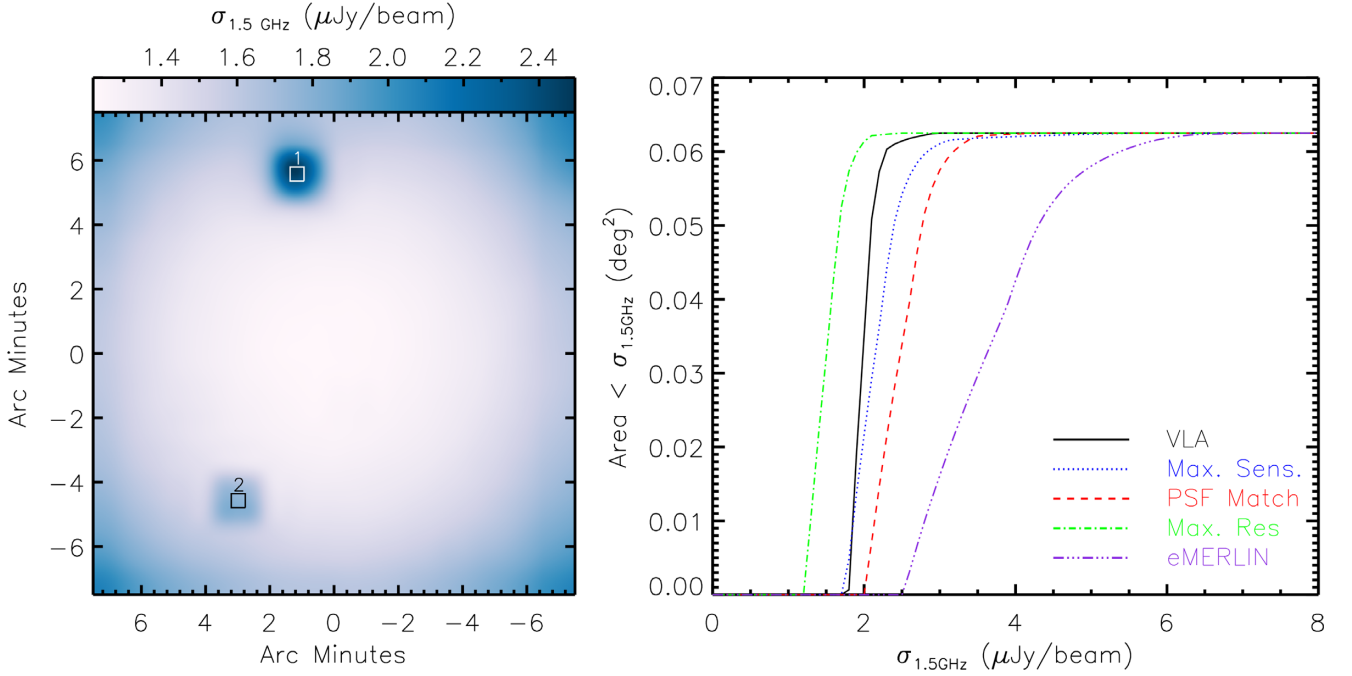 σ1.5 GHz (μJy/beam)
1.4 1.6 1.8 2.0 2.2 2.4
1
2
6
4
2
0
−2
−4
−6
Arc Minutes
6 4 2 0 −2 −4 −6
Arc Minutes
0.07
0.06
0.05
0.04
0.03
0.02
0.01
0.00
Area < σ1.5GHz (deg2)
VLA
Max. Sens.
PSF Match
Max. Res
eMERLIN
0 2 4 6 8
σ1.5GHz (μJy/beam)